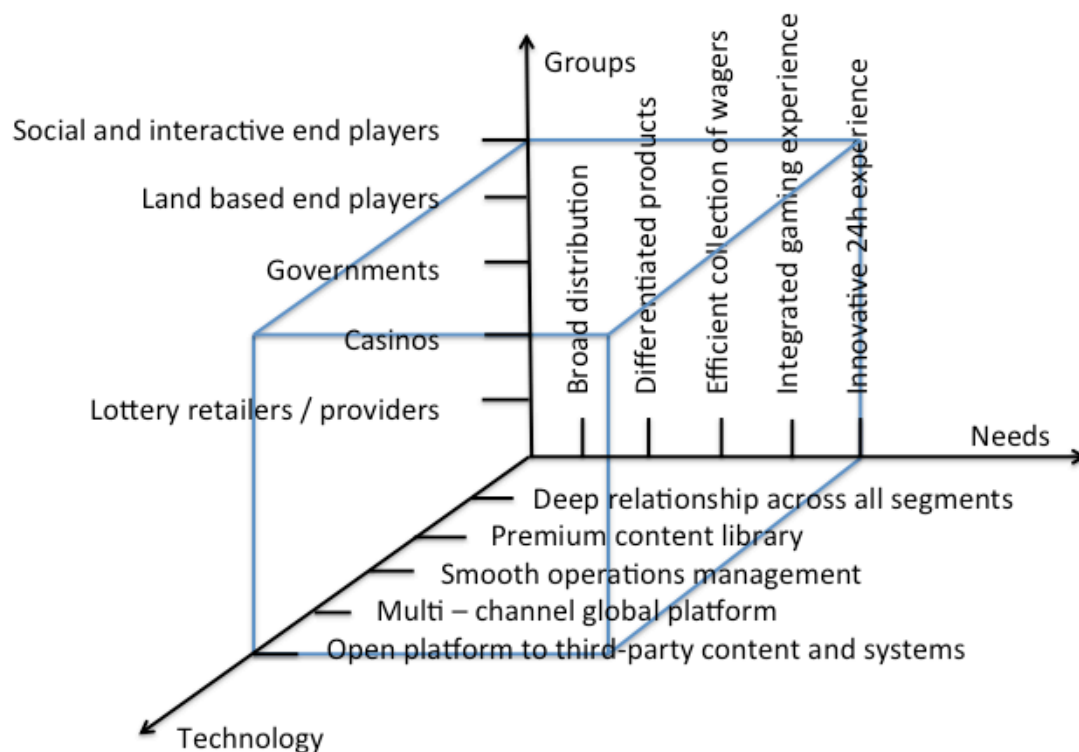 Groups
Social and interactive end players
Land based end players
Governments
Casinos
Lottery retailers / providers
Broad distribution
Differentiated products
Efficient collection of wagers
Integrated gaming experience
Innovative 24h experience
Needs
Deep relationship across all segments
Premium content library
Smooth operations management
Multi – channel global platform
Open platform to third-party content and systems
Technology